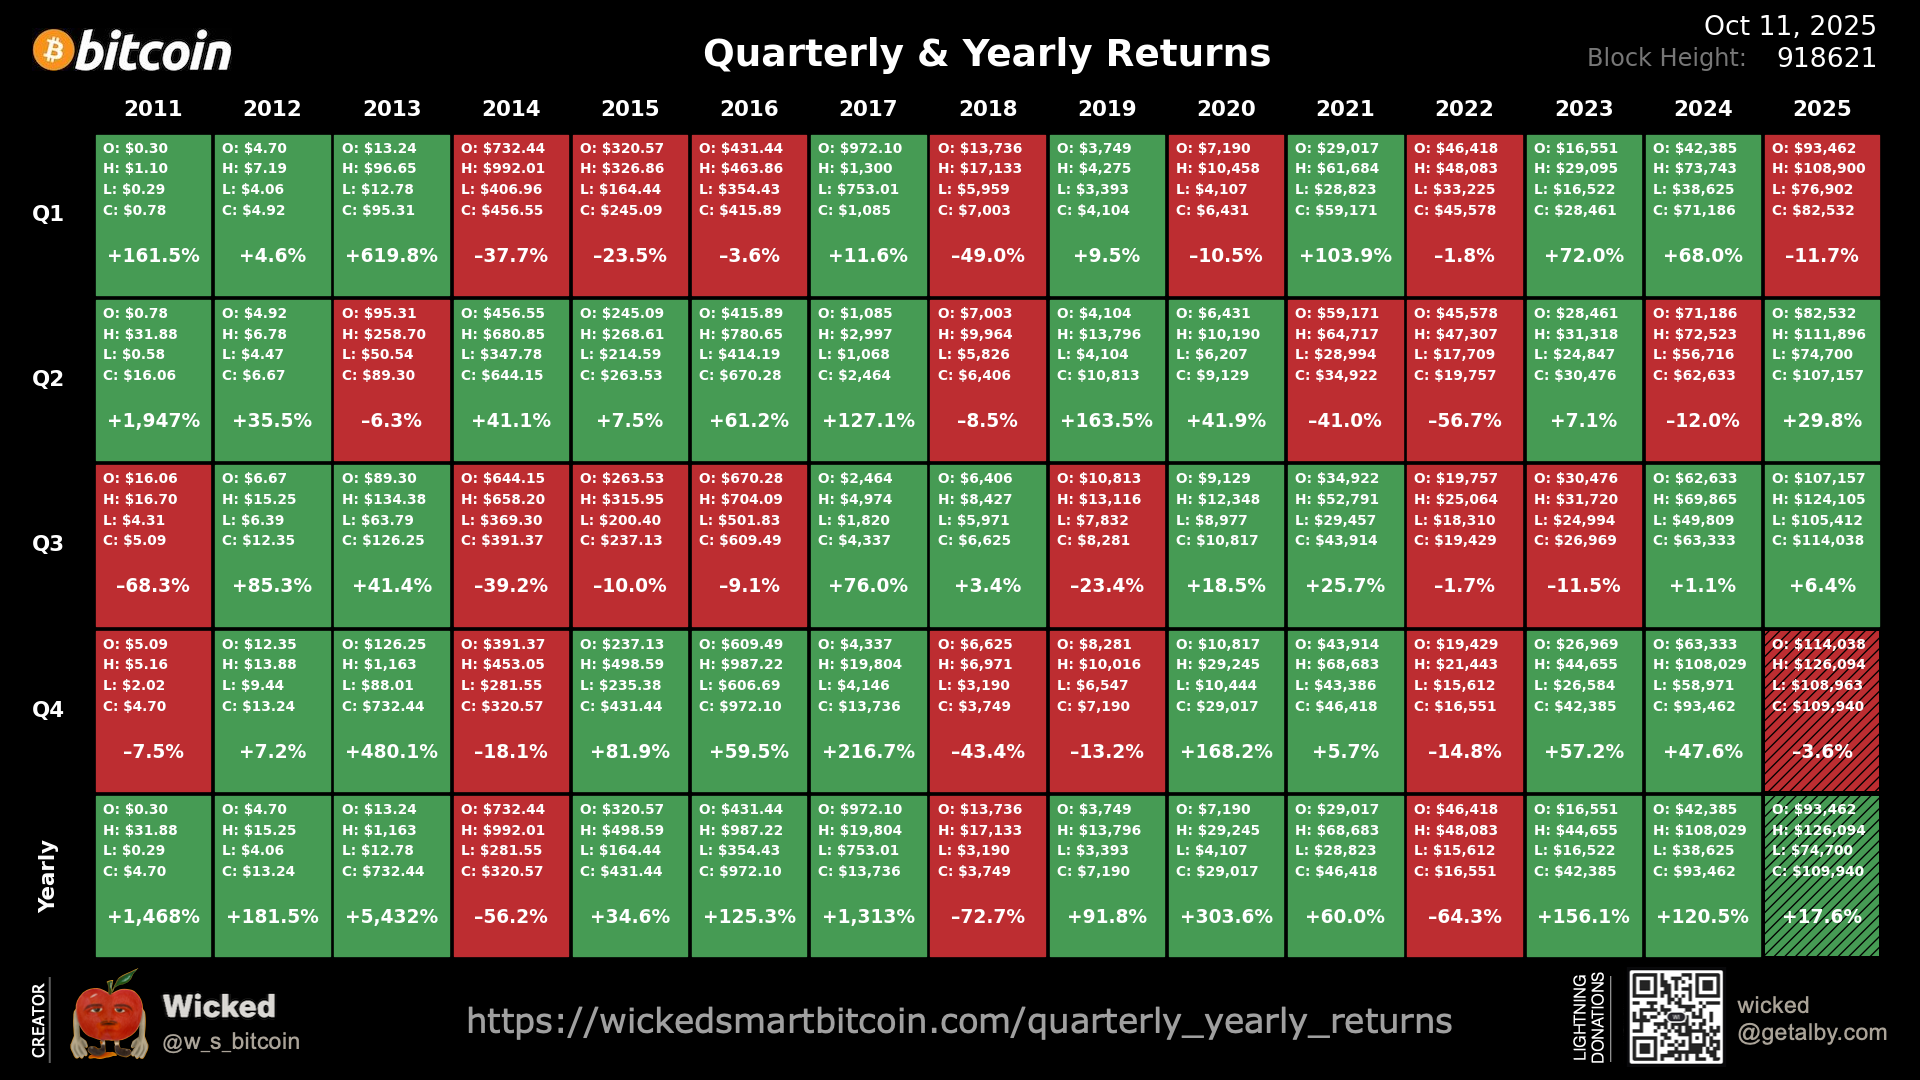 bitcoin
Quarterly & Yearly Returns
Oct 11, 2025
Block Height: 918621
2011 2012 2013 2014 2015 2016 2017 2018 2019 2020 2021 2022 2023 2024 2025
Q1
O: $0.30 O: $4.70 O: $13.24 O: $732.44 O: $320.57 O: $431.44 O: $972.10 O: $13,736 O: $3,749 O: $7,190 O: $29,017 O: $46,418 O: $16,551 O: $42,385 O: $93,462
H: $1.10 H: $7.19 H: $96.65 H: $992.01 H: $326.86 H: $463.86 H: $1,300 H: $17,133 H: $4,275 H: $10,458 H: $61,684 H: $48,083 H: $29,095 H: $73,743 H: $108,900
L: $0.29 L: $4.06 L: $12.78 L: $406.96 L: $164.44 L: $354.43 L: $753.01 L: $5,959 L: $3,393 L: $4,107 L: $28,823 L: $33,225 L: $16,522 L: $38,625 L: $76,902
C: $0.78 C: $4.92 C: $95.31 C: $456.55 C: $245.09 C: $415.89 C: $1,085 C: $7,003 C: $4,104 C: $6,431 C: $59,171 C: $45,578 C: $28,461 C: $71,186 C: $82,532
+161.5% +4.6% +619.8% –37.7% –23.5% –3.6% +11.6% –49.0% +9.5% –10.5% +103.9% –1.8% +72.0% +68.0% –11.7%
Q2
O: $0.78 O: $4.92 O: $95.31 O: $456.55 O: $245.09 O: $415.89 O: $1,085 O: $7,003 O: $4,104 O: $6,431 O: $59,171 O: $45,578 O: $28,461 O: $71,186 O: $82,532
H: $31.88 H: $6.78 H: $258.70 H: $680.85 H: $268.61 H: $780.65 H: $2,997 H: $9,964 H: $13,796 H: $10,190 H: $64,717 H: $47,307 H: $31,318 H: $72,523 H: $111,896
L: $0.58 L: $4.47 L: $50.54 L: $347.78 L: $214.59 L: $414.19 L: $1,068 L: $5,826 L: $4,104 L: $6,207 L: $28,994 L: $17,709 L: $24,847 L: $56,716 L: $74,700
C: $16.06 C: $6.67 C: $89.30 C: $644.15 C: $263.53 C: $670.28 C: $2,464 C: $6,406 C: $10,813 C: $9,129 C: $34,922 C: $19,757 C: $30,476 C: $62,633 C: $107,157
+1,947% +35.5% –6.3% +41.1% +7.5% +61.2% +127.1% –8.5% +163.5% +41.9% –41.0% –56.7% +7.1% –12.0% +29.8%
Q3
O: $16.06 O: $6.67 O: $89.30 O: $644.15 O: $263.53 O: $670.28 O: $2,464 O: $6,406 O: $10,813 O: $9,129 O: $34,922 O: $19,757 O: $30,476 O: $62,633 O: $107,157
H: $16.70 H: $15.25 H: $134.38 H: $658.20 H: $315.95 H: $704.09 H: $4,974 H: $8,427 H: $13,116 H: $12,348 H: $52,791 H: $25,064 H: $31,720 H: $69,865 H: $124,105
L: $4.31 L: $6.39 L: $63.79 L: $369.30 L: $200.40 L: $501.83 L: $1,820 L: $5,971 L: $7,832 L: $8,977 L: $29,457 L: $18,310 L: $24,994 L: $49,809 L: $105,412
C: $5.09 C: $12.35 C: $126.25 C: $391.37 C: $237.13 C: $609.49 C: $4,337 C: $6,625 C: $8,281 C: $10,817 C: $43,914 C: $19,429 C: $26,969 C: $63,333 C: $114,038
–68.3% +85.3% +41.4% –39.2% –10.0% –9.1% +76.0% +3.4% –23.4% +18.5% +25.7% –1.7% –11.5% +1.1% +6.4%
Q4
O: $5.09 O: $12.35 O: $126.25 O: $391.37 O: $237.13 O: $609.49 O: $4,337 O: $6,625 O: $8,281 O: $10,817 O: $43,914 O: $19,429 O: $26,969 O: $63,333 O: $114,038
H: $5.16 H: $13.88 H: $1,163 H: $453.05 H: $498.59 H: $987.22 H: $19,804 H: $6,971 H: $10,016 H: $29,245 H: $68,683 H: $21,443 H: $44,655 H: $108,029 H: $126,094
L: $2.02 L: $9.44 L: $88.01 L: $281.55 L: $235.38 L: $606.69 L: $4,146 L: $3,190 L: $6,547 L: $10,444 L: $43,386 L: $15,612 L: $26,584 L: $58,971 L: $108,963
C: $4.70 C: $13.24 C: $732.44 C: $320.57 C: $431.44 C: $972.10 C: $13,736 C: $3,749 C: $7,190 C: $29,017 C: $46,418 C: $16,551 C: $42,385 C: $93,462 C: $109,940
–7.5% +7.2% +480.1% –18.1% +81.9% +59.5% +216.7% –43.4% –13.2% +168.2% +5.7% –14.8% +57.2% +47.6% –3.6%
Yearly
O: $0.30 O: $4.70 O: $13.24 O: $732.44 O: $320.57 O: $431.44 O: $972.10 O: $13,736 O: $3,749 O: $7,190 O: $29,017 O: $46,418 O: $16,551 O: $42,385 O: $93,462
H: $31.88 H: $15.25 H: $1,163 H: $992.01 H: $498.59 H: $987.22 H: $19,804 H: $17,133 H: $13,796 H: $29,245 H: $68,683 H: $48,083 H: $44,655 H: $108,029 H: $126,094
L: $0.29 L: $4.06 L: $12.78 L: $281.55 L: $164.44 L: $354.43 L: $753.01 L: $3,190 L: $3,393 L: $4,107 L: $28,823 L: $15,612 L: $16,522 L: $38,625 L: $74,700
C: $4.70 C: $13.24 C: $732.44 C: $320.57 C: $431.44 C: $972.10 C: $13,736 C: $3,749 C: $7,190 C: $29,017 C: $46,418 C: $16,551 C: $42,385 C: $93,462 C: $109,940
+1,468% +181.5% +5,432% –56.2% +34.6% +125.3% +1,313% –72.7% +91.8% +303.6% +60.0% –64.3% +156.1% +120.5% +17.6%
CREATOR
Wicked
@w_s_bitcoin
https://wickedsmartbitcoin.com/quarterly_yearly_returns
LIGHTNING
DONATIONS
wicked
@getalby.com